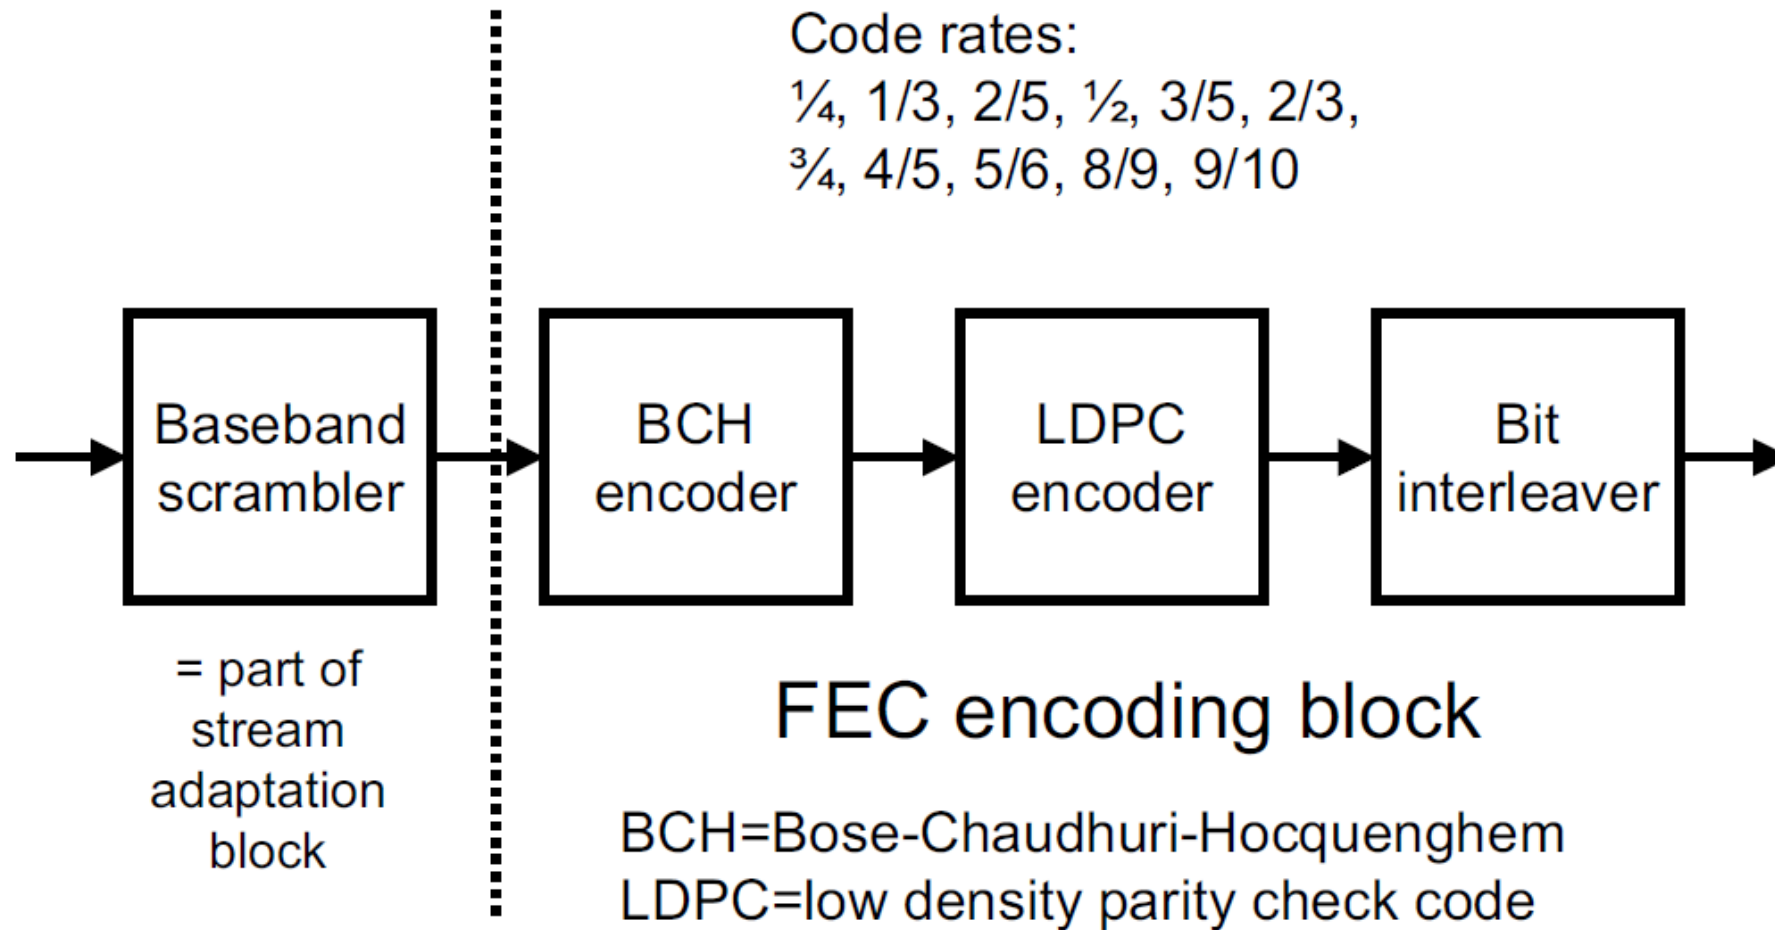 Code rates:
¼, 1/3, 2/5, ½, 3/5, 2/3,
¾, 4/5, 5/6, 8/9, 9/10
Baseband
scrambler
BCH
encoder
LDPC
encoder
Bit
interleaver
= part of
stream
adaptation
block
FEC encoding block
BCH=Bose-Chaudhuri-Hocquenghem
LDPC=low density parity check code